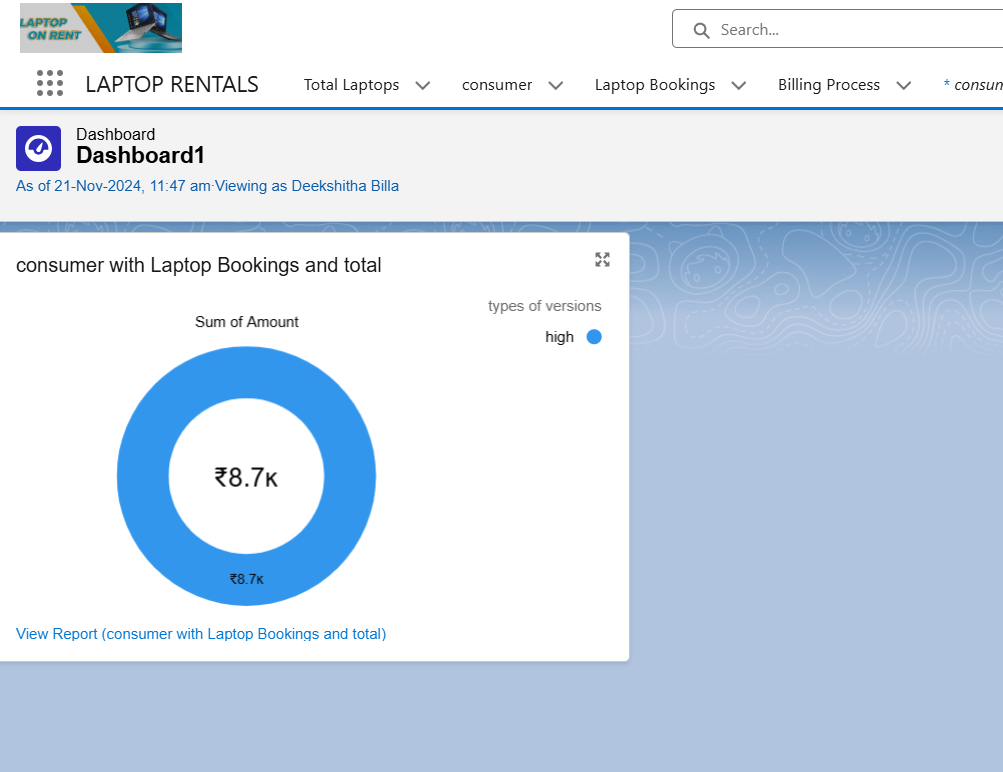 LAPTOP
ON RENT
Search...
LAPTOP RENTALS
Total Laptops
consumer
Laptop Bookings
Billing Process
* consum
Dashboard
Dashboard1
As of 21-Nov-2024, 11:47 am·Viewing as Deekshitha Billa
consumer with Laptop Bookings and total
types of versions
high
Sum of Amount
₹8.7K
₹8.7K
View Report (consumer with Laptop Bookings and total)